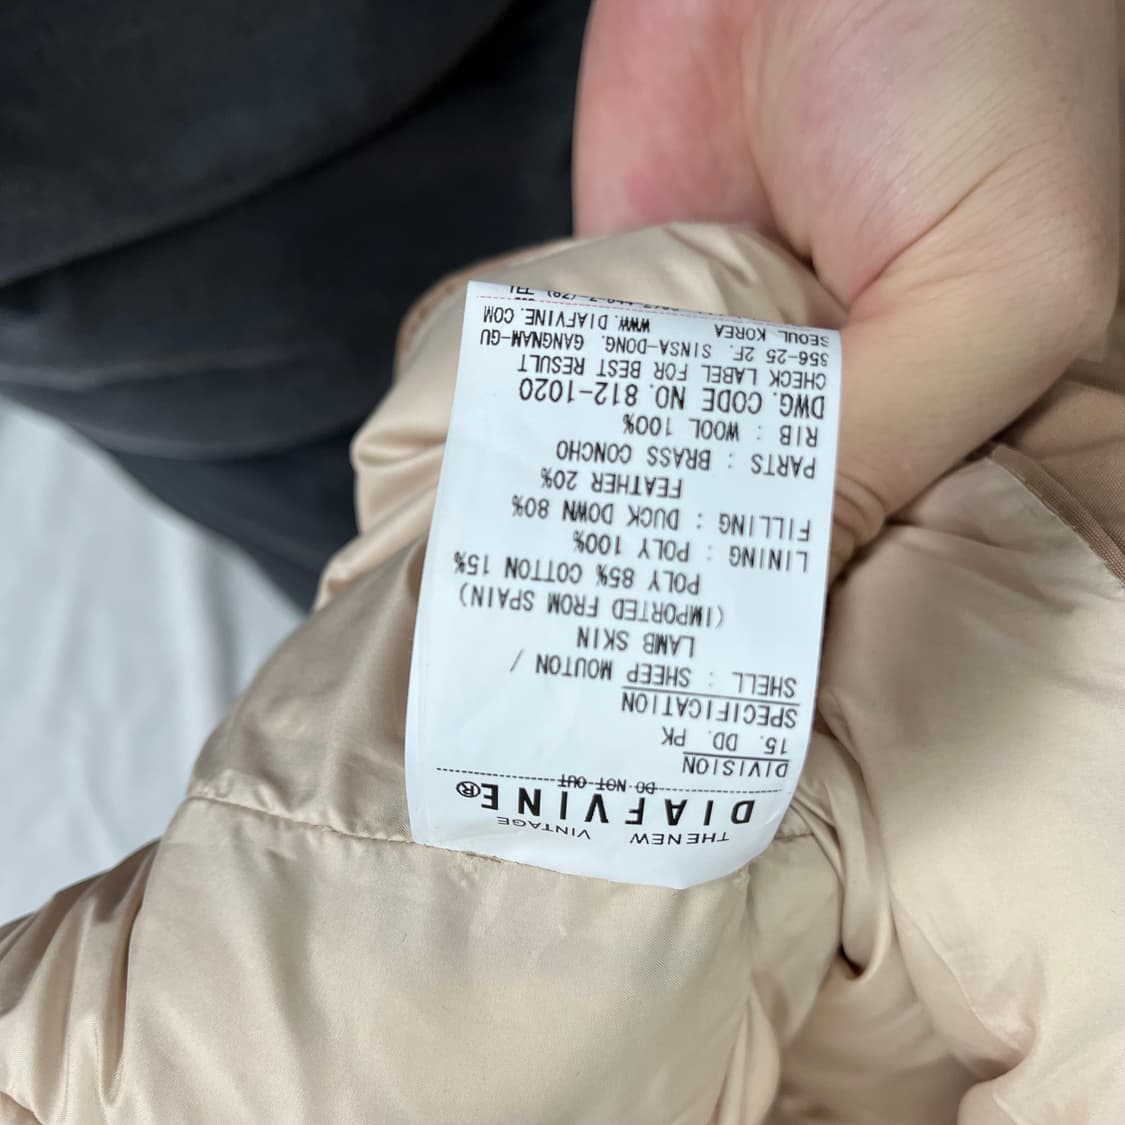 THENEW VINTAGE
DIAFVINE®
DO NOT CUT
DIVISION
15. DD. PK
SPECIFICATION
SHELL : SHEEP MOUTON /
LAMB SKIN
(IMPORTED FROM SPAIN)
POLY 85% COTTON 15%
LINING : POLY 100%
FILLING : DUCK DOWN 80%
FEATHER 20%
PARTS : BRASS CONCHO
RIB : WOOL 100%
DWG. CODE NO. 812-1020
CHECK LABEL FOR BEST RESULT
556-25 2F. SINSA-DONG. GANGNAM-GU
SEOUL KOREA WWW. DIAFVINE. COM
TEL